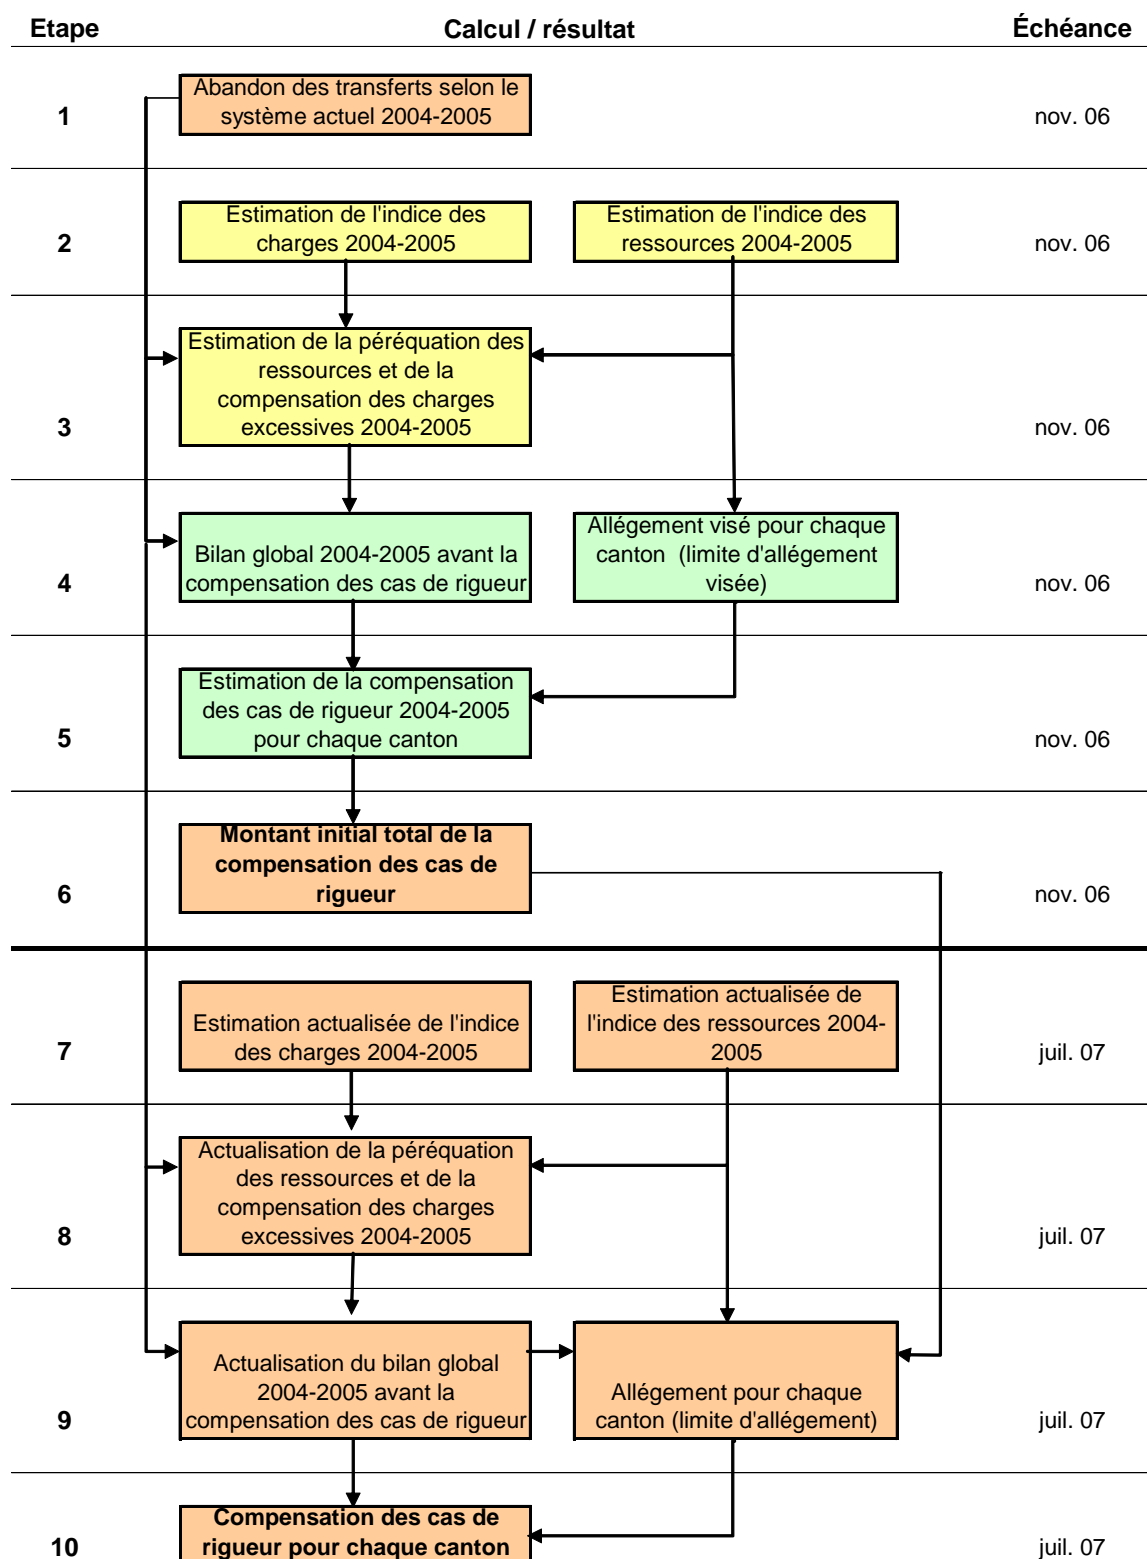 Etape
Calcul / résultat
Échéance
Abandon des transferts selon le
système actuel 2004-2005
1
nov. 06
Estimation de l'indice des
charges 2004-2005
Estimation de l'indice des
ressources 2004-2005
2
nov. 06
Estimation de la péréquation des
ressources et de la
compensation des charges
excessives 2004-2005
3
nov. 06
Bilan global 2004-2005 avant la
compensation des cas de rigueur
Allégement visé pour chaque
canton (limite d'allégement
visée)
4
nov. 06
Estimation de la compensation
des cas de rigueur 2004-2005
pour chaque canton
5
nov. 06
Montant initial total de la
compensation des cas de
rigueur
6
nov. 06
Estimation actualisée de l'indice
des charges 2004-2005
Estimation actualisée de
l'indice des ressources 2004-
2005
7
juil. 07
Actualisation de la péréquation
des ressources et de la
compensation des charges
excessives 2004-2005
8
juil. 07
Actualisation du bilan global
2004-2005 avant la
compensation des cas de rigueur
Allégement pour chaque
canton (limite d'allégement)
9
juil. 07
Compensation des cas de
rigueur pour chaque canton
10
juil. 07